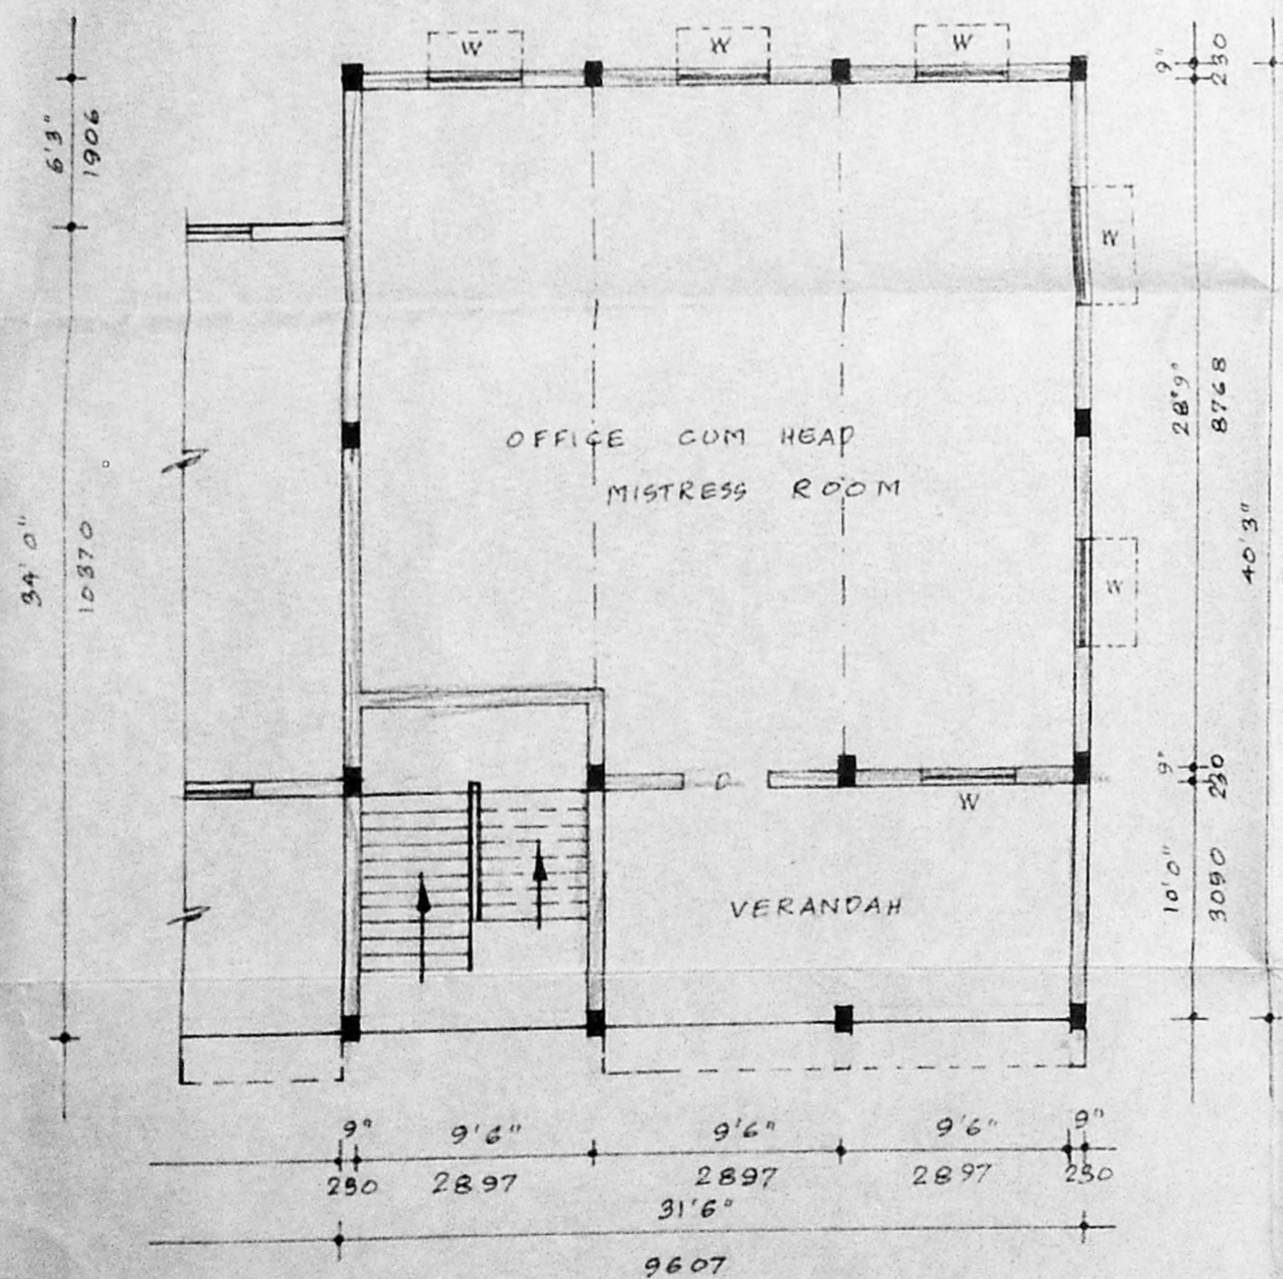 W W W
9" 230
6'3" 1906
W
OFFICE CUM HEAD
MISTRESS ROOM
28'9" 8768
40'3"
34'0" 10370
W
D
W
9" 230
VERANDAH
10'0" 3090
9" 9'6" 9'6" 9'6" 9"
230 2897 2897 2897 230
31'6"
9607